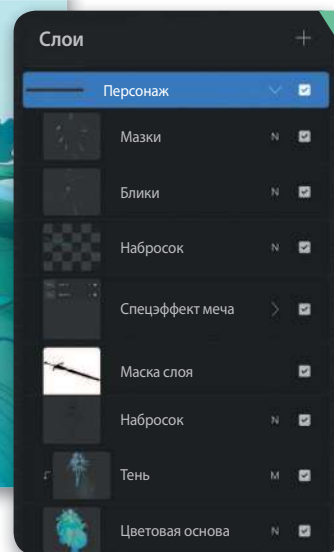 Слои
Персонаж
Мазки N
Блики N
Набросок N
Спецэффект меча
Маска слоя
Набросок N
Тень M
Цветовая основа N